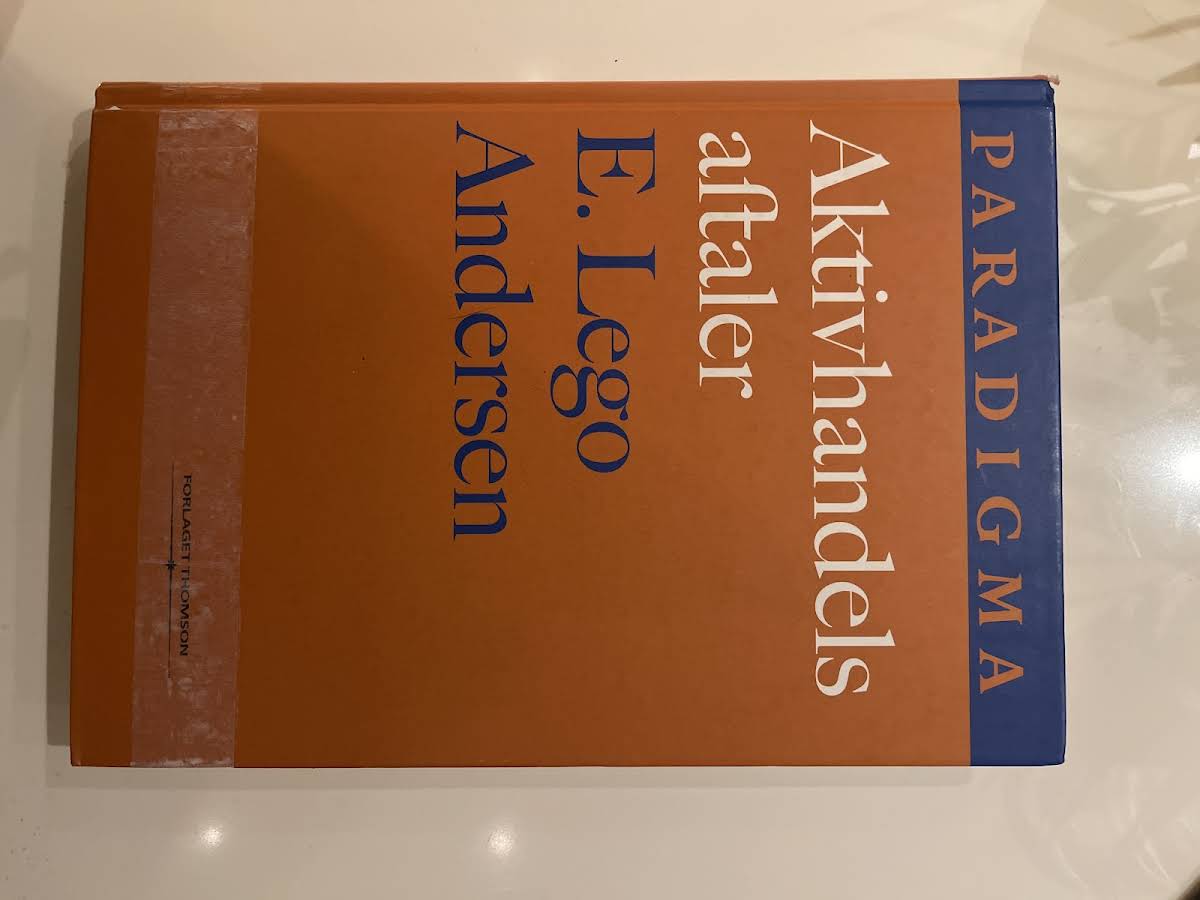 PARADIGMA
Aktivhandels
aftaler
E. Lego
Andersen
FORLAGET THOMSON